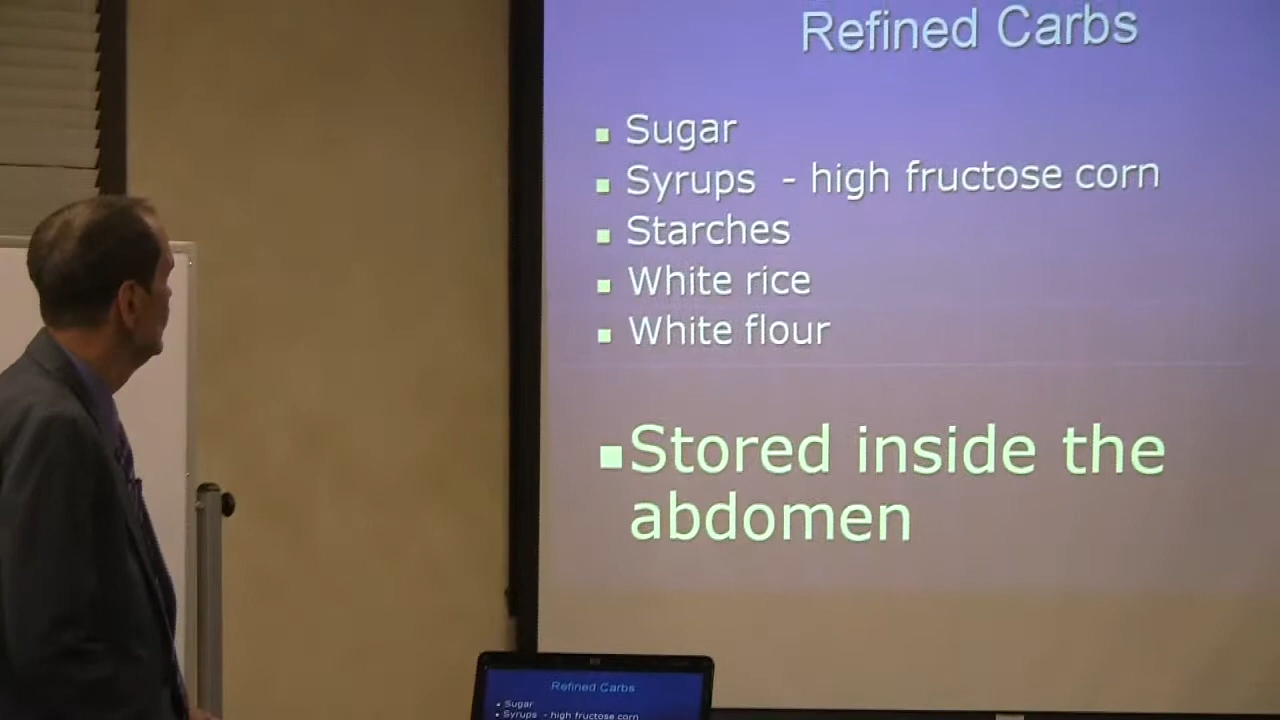 Refined Carbs
Sugar
Syrups - high fructose corn
Starches
White rice
White flour
Stored inside the
abdomen
Refined Carbs
Sugar
Syrups - high fructose corn